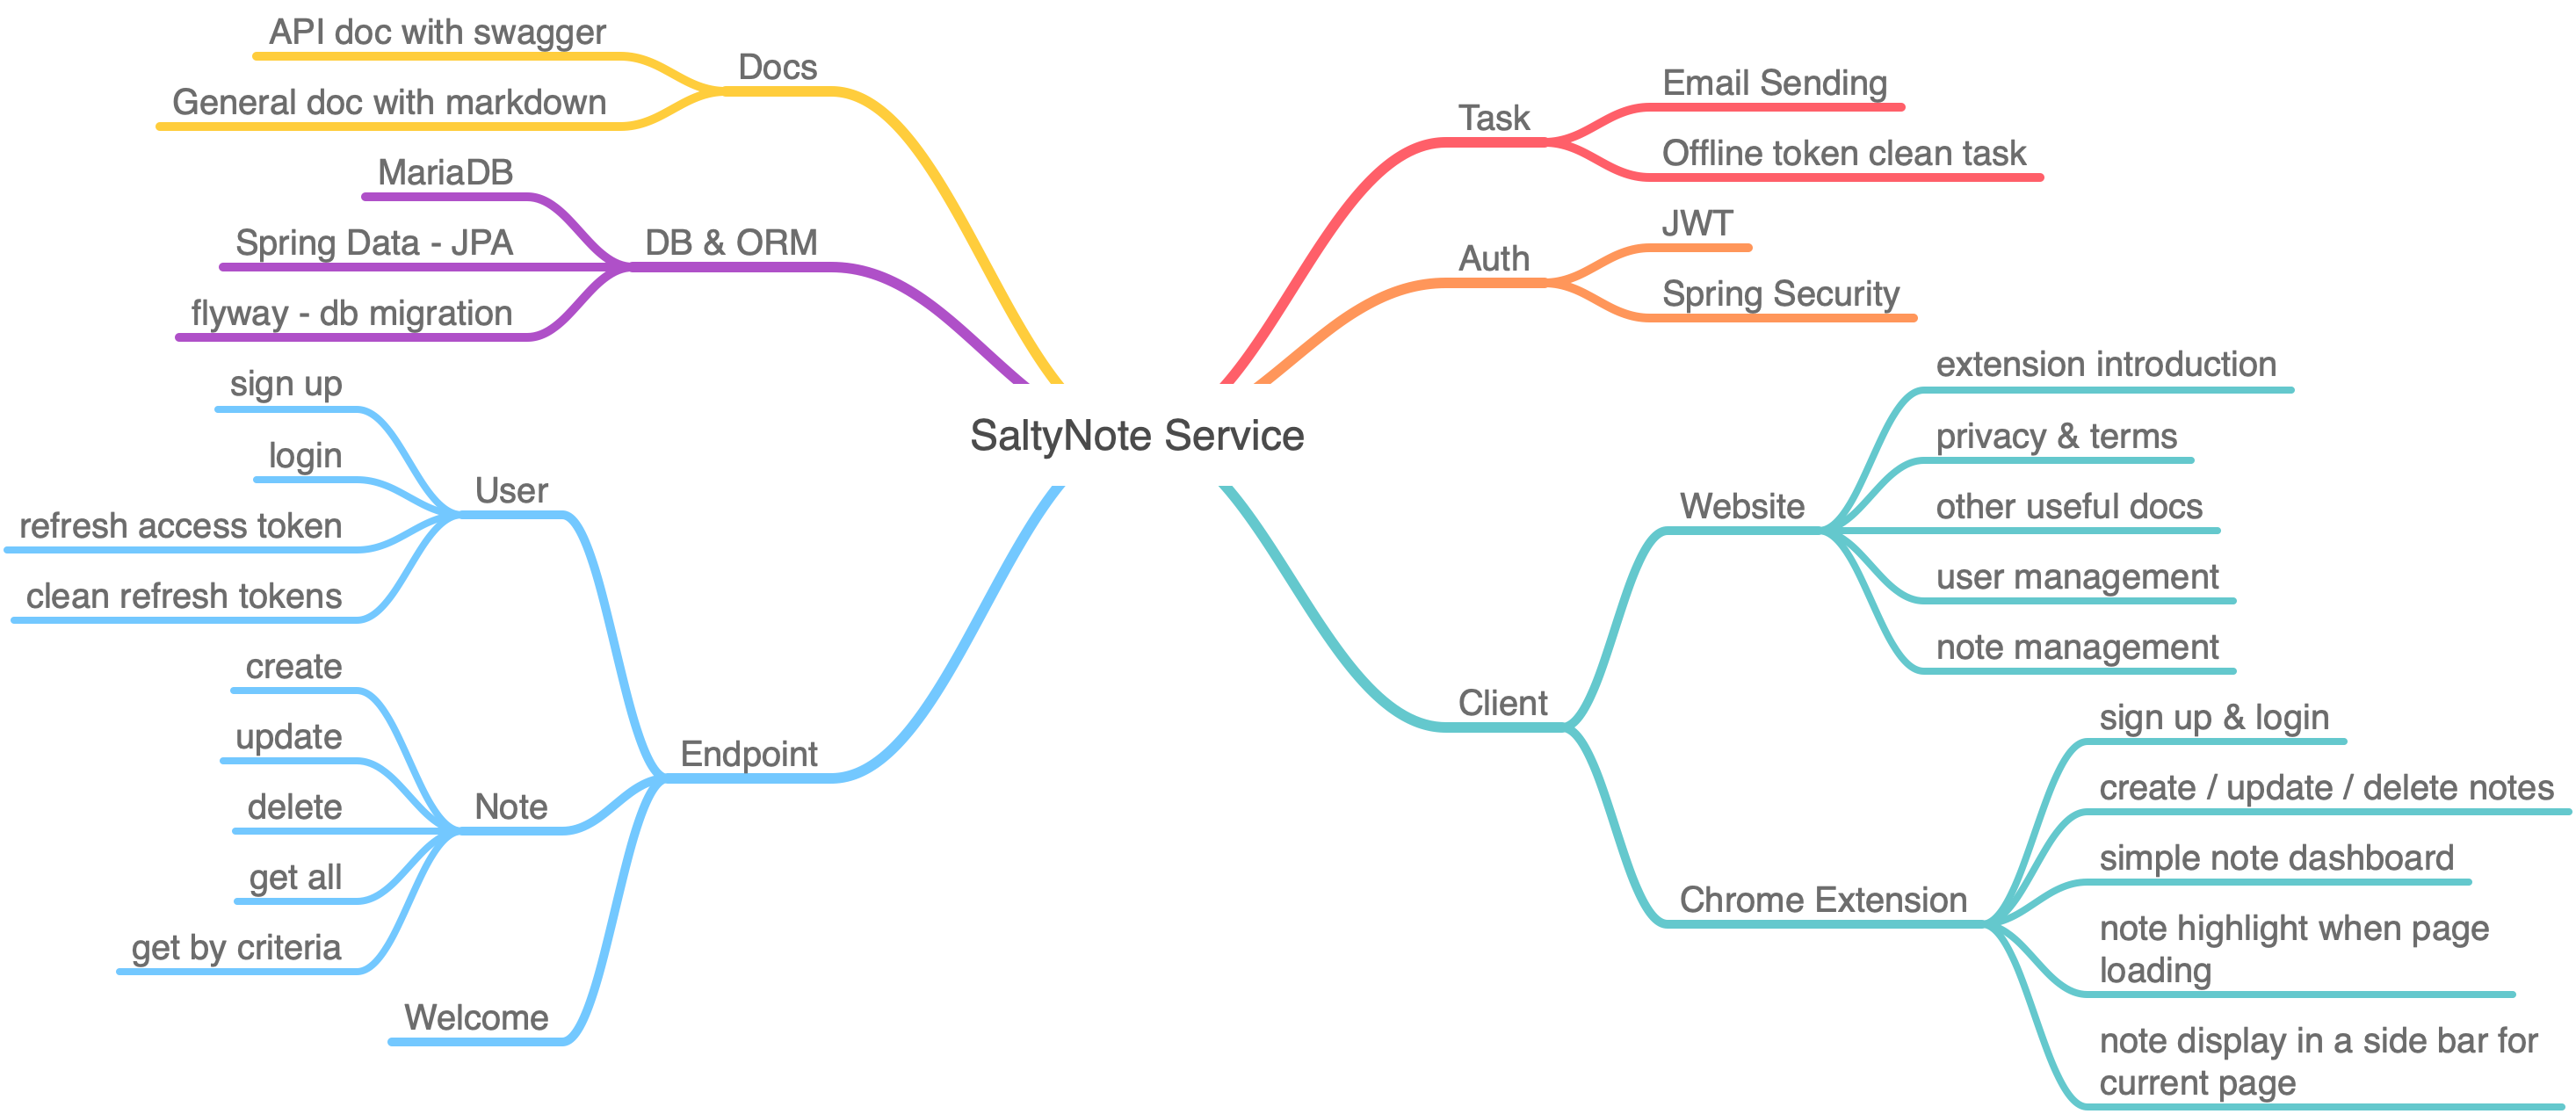 SaltyNote Service
Docs
API doc with swagger
General doc with markdown
DB & ORM
MariaDB
Spring Data - JPA
flyway - db migration
Endpoint
User
sign up
login
refresh access token
clean refresh tokens
Note
create
update
delete
get all
get by criteria
Welcome
Task
Email Sending
Offline token clean task
Auth
JWT
Spring Security
Client
Website
extension introduction
privacy & terms
other useful docs
user management
note management
Chrome Extension
sign up & login
create / update / delete notes
simple note dashboard
note highlight when page
loading
note display in a side bar for
current page